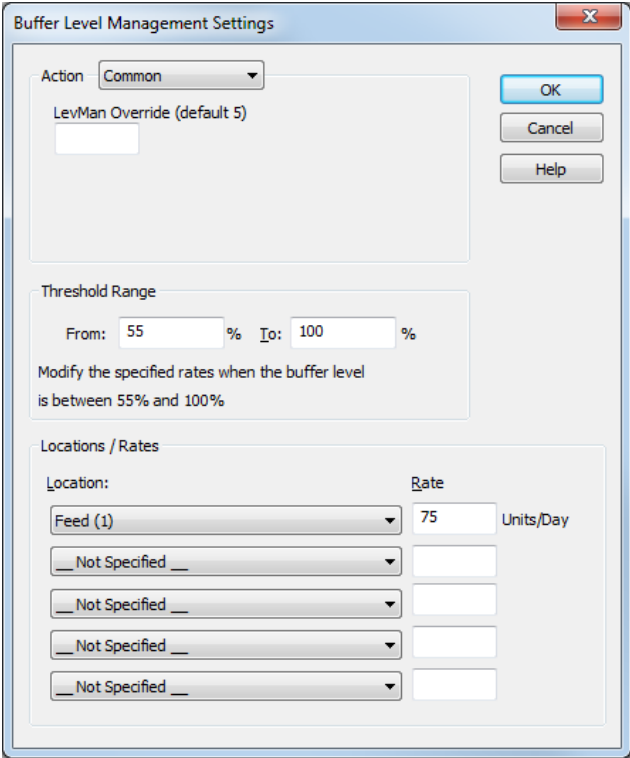 Buffer Level Management Settings
Action Common
OK
LevMan Override (default 5)
Cancel
Help
Threshold Range
From: 55 % To: 100 %
Modify the specified rates when the buffer level
is between 55% and 100%
Locations / Rates
Location: Rate
Feed (1) 75 Units/Day
__ Not Specified __
__ Not Specified __
__ Not Specified __
__ Not Specified __